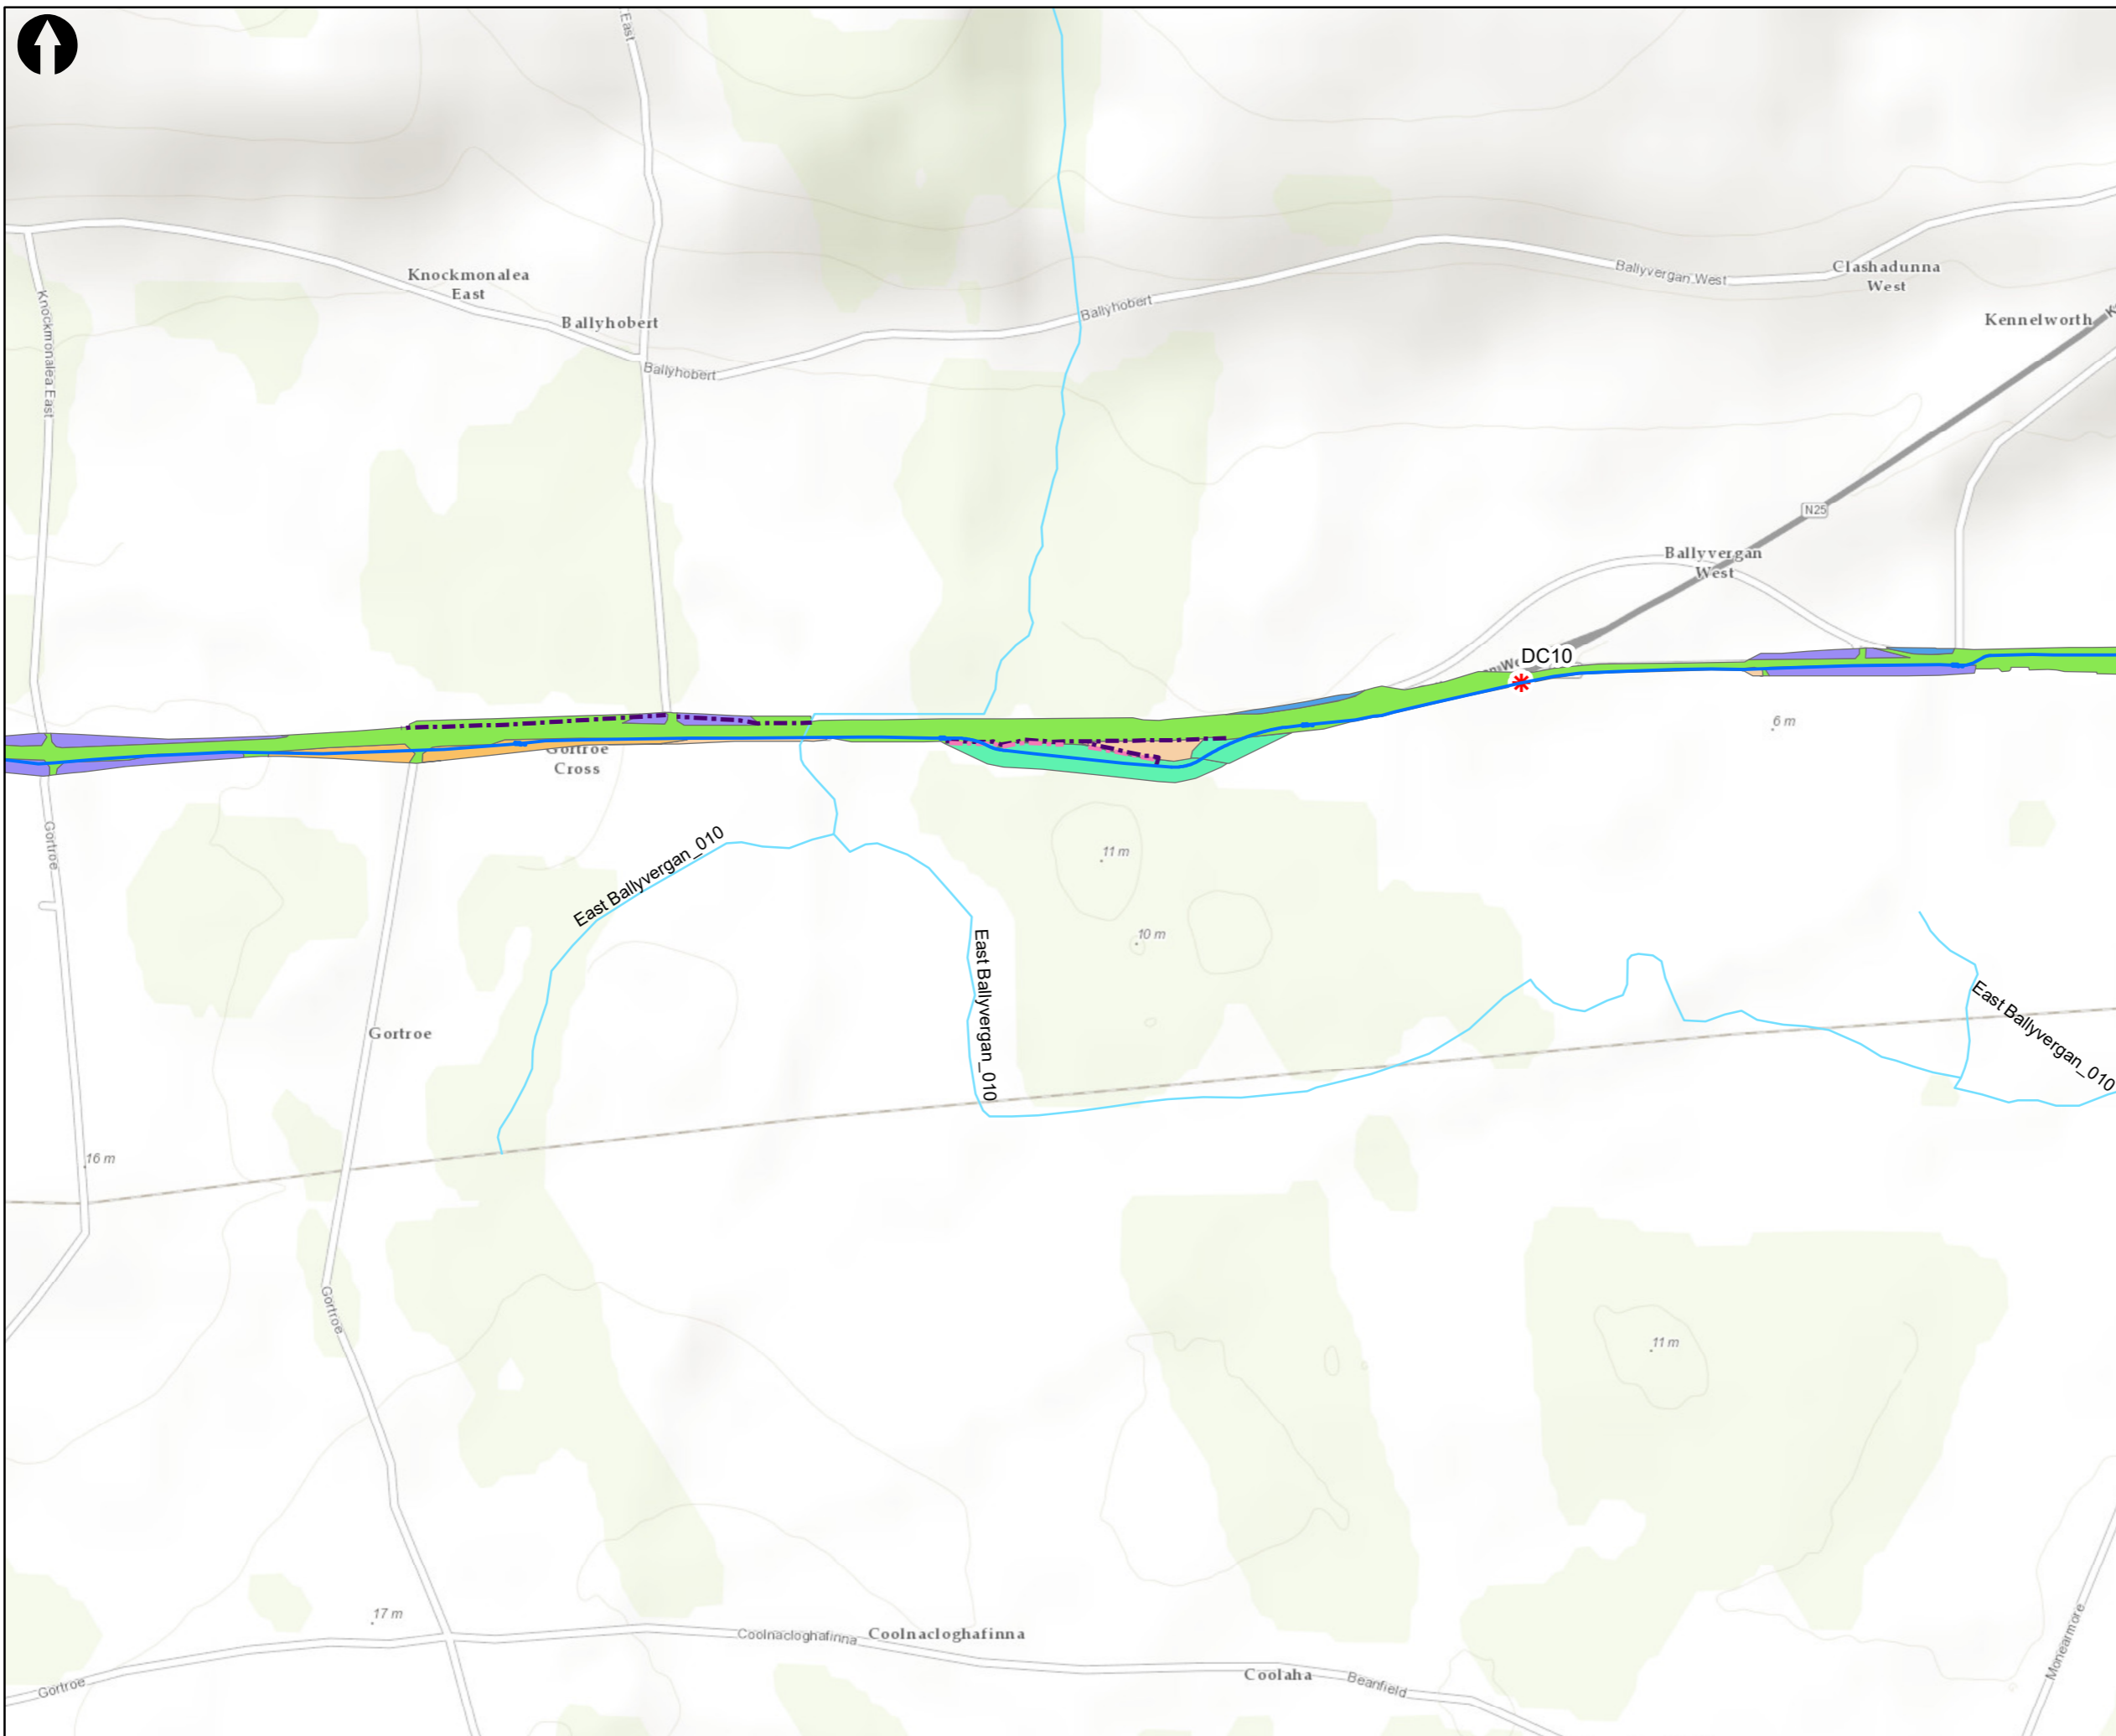 East
Knockmonalea
East
Knockmonalea East
Ballyhobert
Ballyhobert
Ballyhobert
Ballyvergan West
Clashadunna
West
Kennelworth
N25
Ballyvergan
West
DC10
6 m
Gortroe
Cross
Gortroe
11 m
East Ballyvergan_010
10 m
East Ballyvergan_010
East Ballyvergan_010
Gortroe
16 m
Gortroe
11 m
17 m
Coolnacloghafinna
Coolnacloghafinna
Coolaha
Beanfield
Gortroe
Monearmore